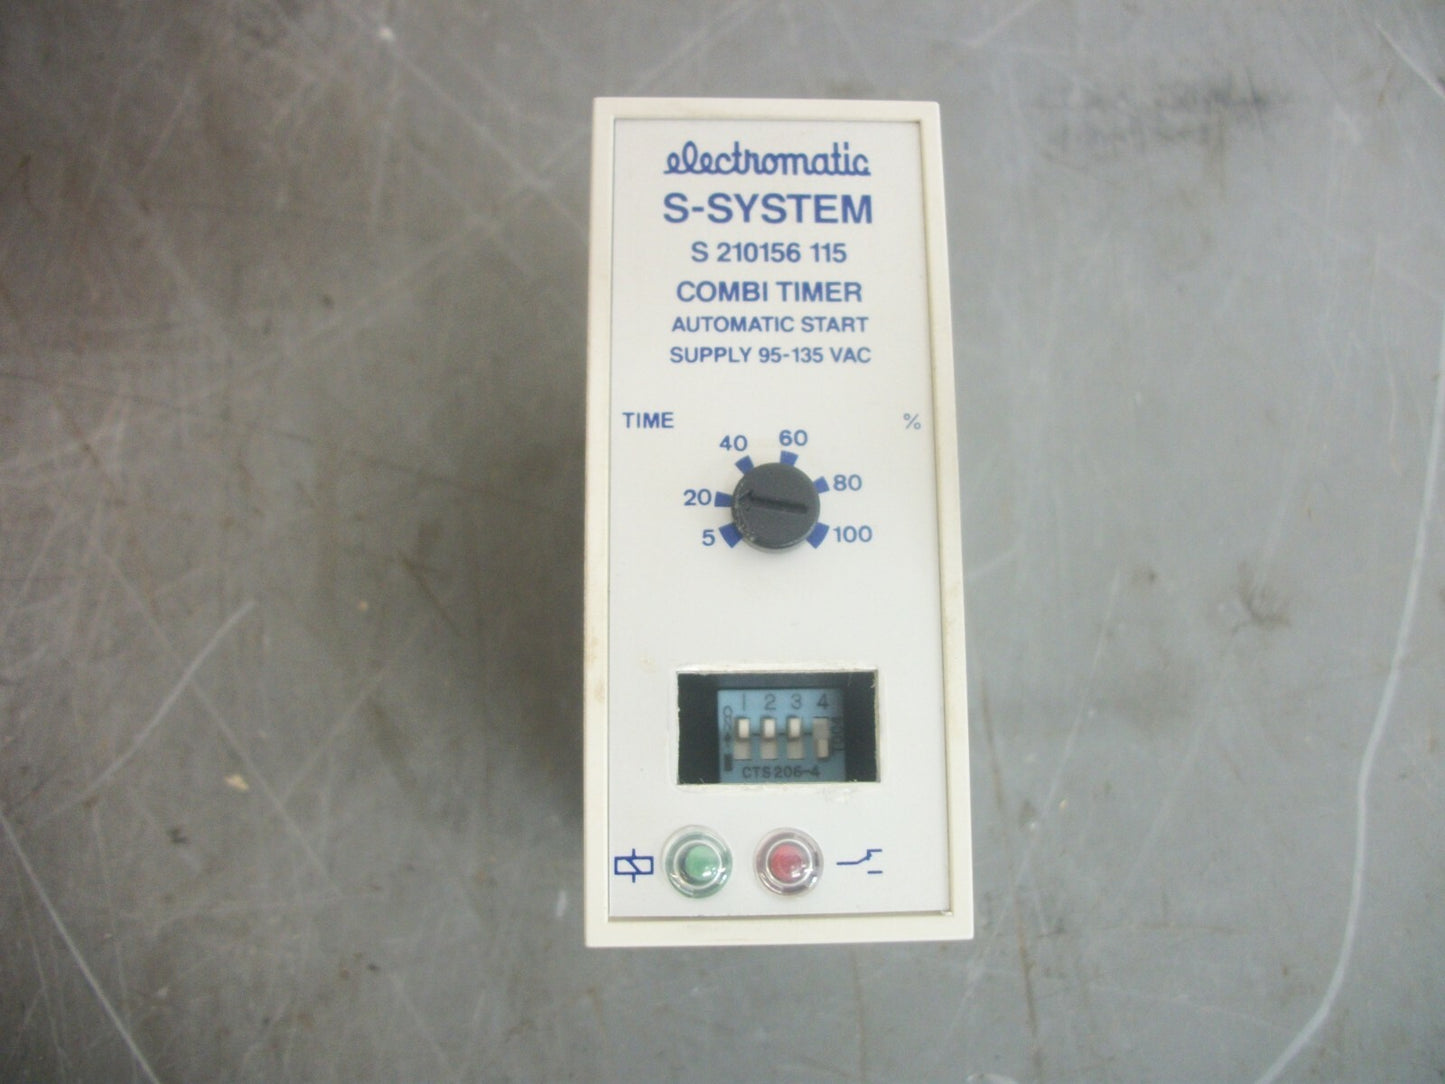 electromatic
S-SYSTEM
S 210156 115
COMBI TIMER
AUTOMATIC START
SUPPLY 95-135 VAC
TIME %
40 60
20 80
5 100
1 2 3 4
CTS 206-4